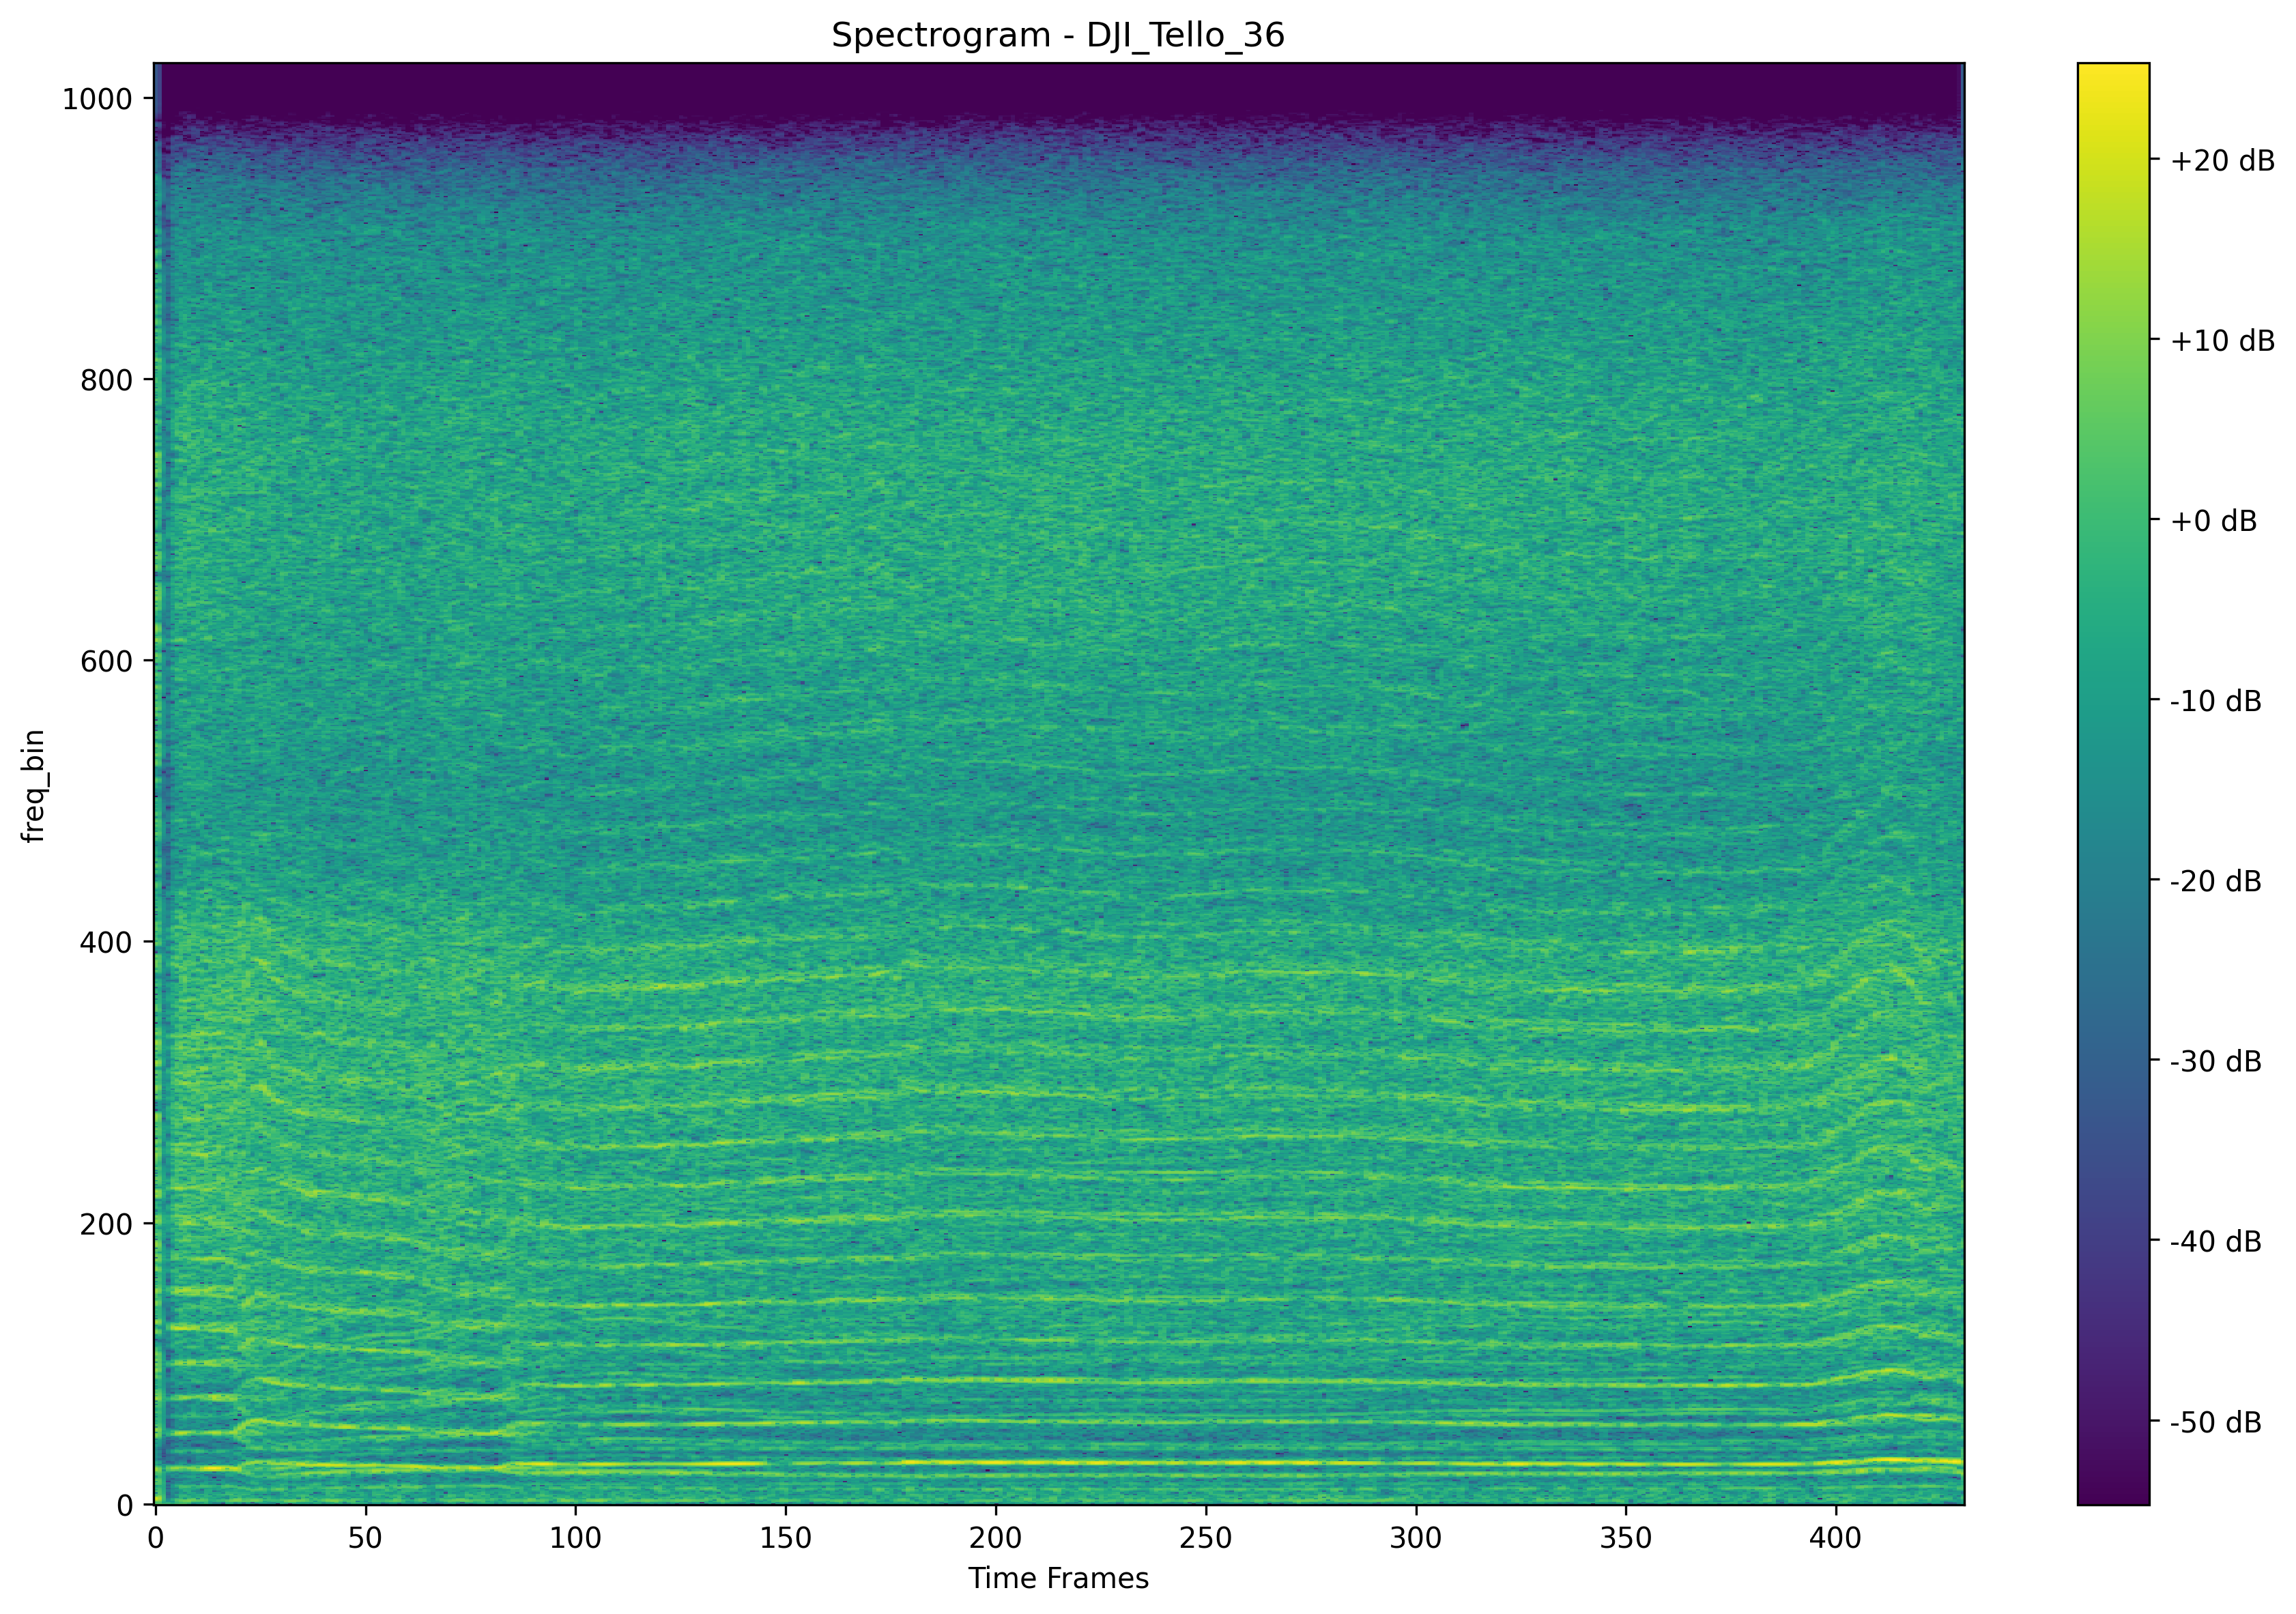 Spectrogram - DJI_Tello_36
1000
800
600
400
200
0
freq_bin
0 50 100 150 200 250 300 350 400
Time Frames
+20 dB
+10 dB
+0 dB
-10 dB
-20 dB
-30 dB
-40 dB
-50 dB